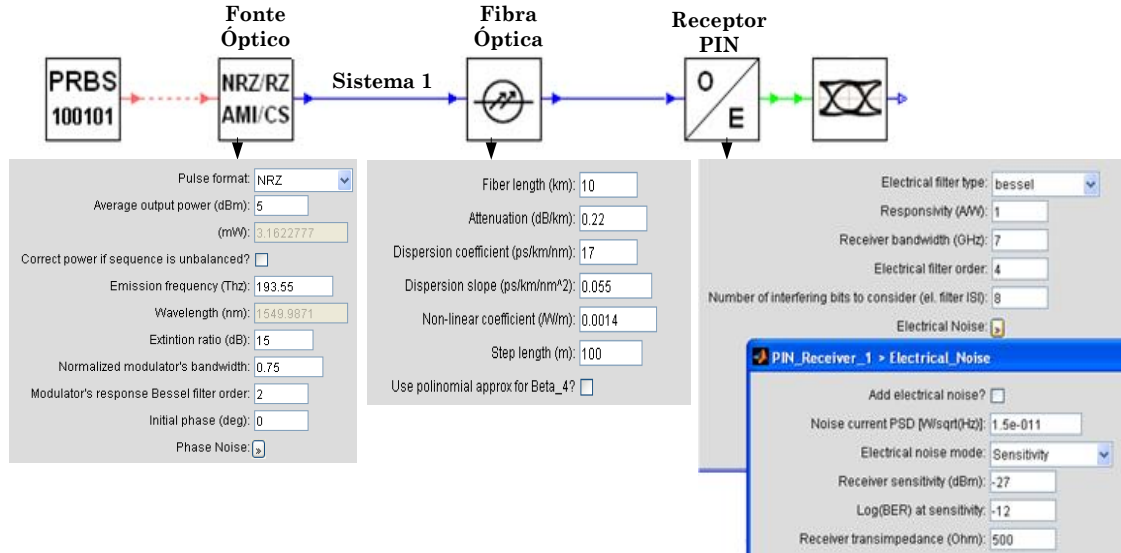 Fonte
Óptico
Fibra
Óptica
Receptor
PIN
PRBS
100101
NRZ/RZ
AMI/CS
Sistema 1
O
E
Pulse format: NRZ
Average output power (dBm): 5
(mW): 3.1622777
Correct power if sequence is unbalanced?
Emission frequency (Thz): 193.55
Wavelength (nm): 1549.9871
Extintion ratio (dB): 15
Normalized modulator's bandwidth: 0.75
Modulator's response Bessel filter order: 2
Initial phase (deg): 0
Phase Noise: »
Fiber length (km): 10
Attenuation (dB/km): 0.22
Dispersion coefficient (ps/km/nm): 17
Dispersion slope (ps/km/nm^2): 0.055
Non-linear coefficient (/W/m): 0.0014
Step length (m): 100
Use polinomial approx for Beta_4?
Electrical filter type: bessel
Responsivity (A/W): 1
Receiver bandwidth (GHz): 7
Electrical filter order: 4
Number of interfering bits to consider (el. filter ISI): 8
Electrical Noise: »
PIN_Receiver_1 > Electrical_Noise
Add electrical noise?
Noise current PSD [W/sqrt(Hz)]: 1.5e-011
Electrical noise mode: Sensitivity
Receiver sensitivity (dBm): -27
Log(BER) at sensitivity: -12
Receiver transimpedance (Ohm): 500